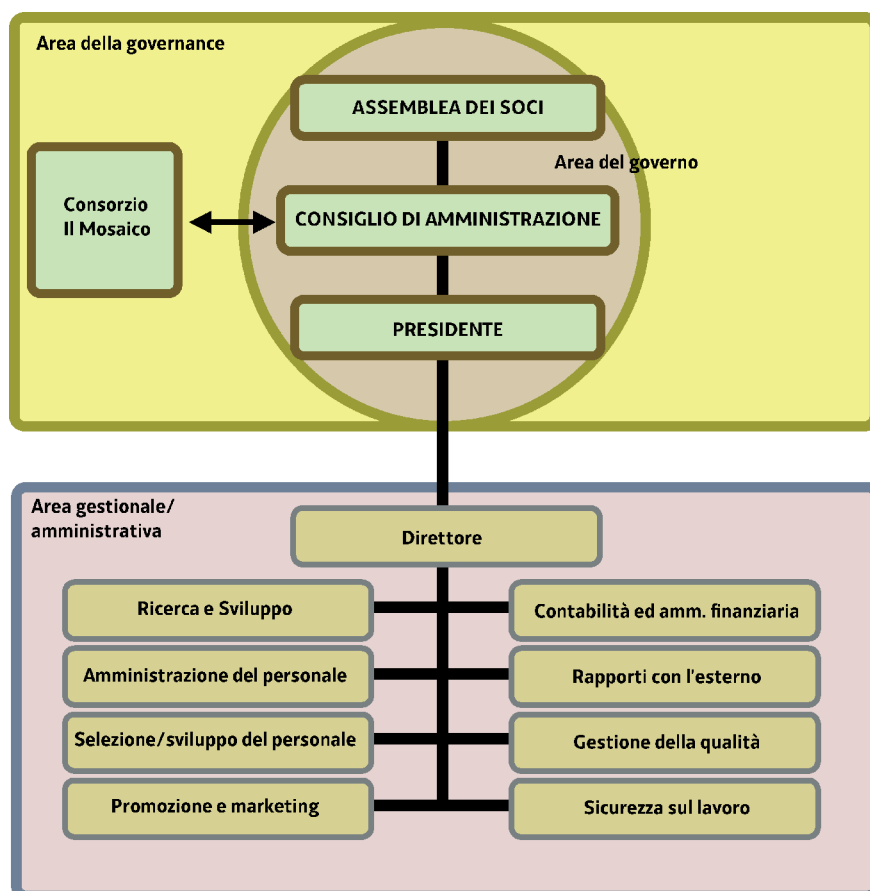 Area della governance
ASSEMBLEA DEI SOCI
Area del governo
Consorzio
Il Mosaico
CONSIGLIO DI AMMINISTRAZIONE
PRESIDENTE
Area gestionale/
amministrativa
Direttore
Ricerca e Sviluppo
Contabilità ed amm. finanziaria
Amministrazione del personale
Rapporti con l'esterno
Selezione/sviluppo del personale
Gestione della qualità
Promozione e marketing
Sicurezza sul lavoro